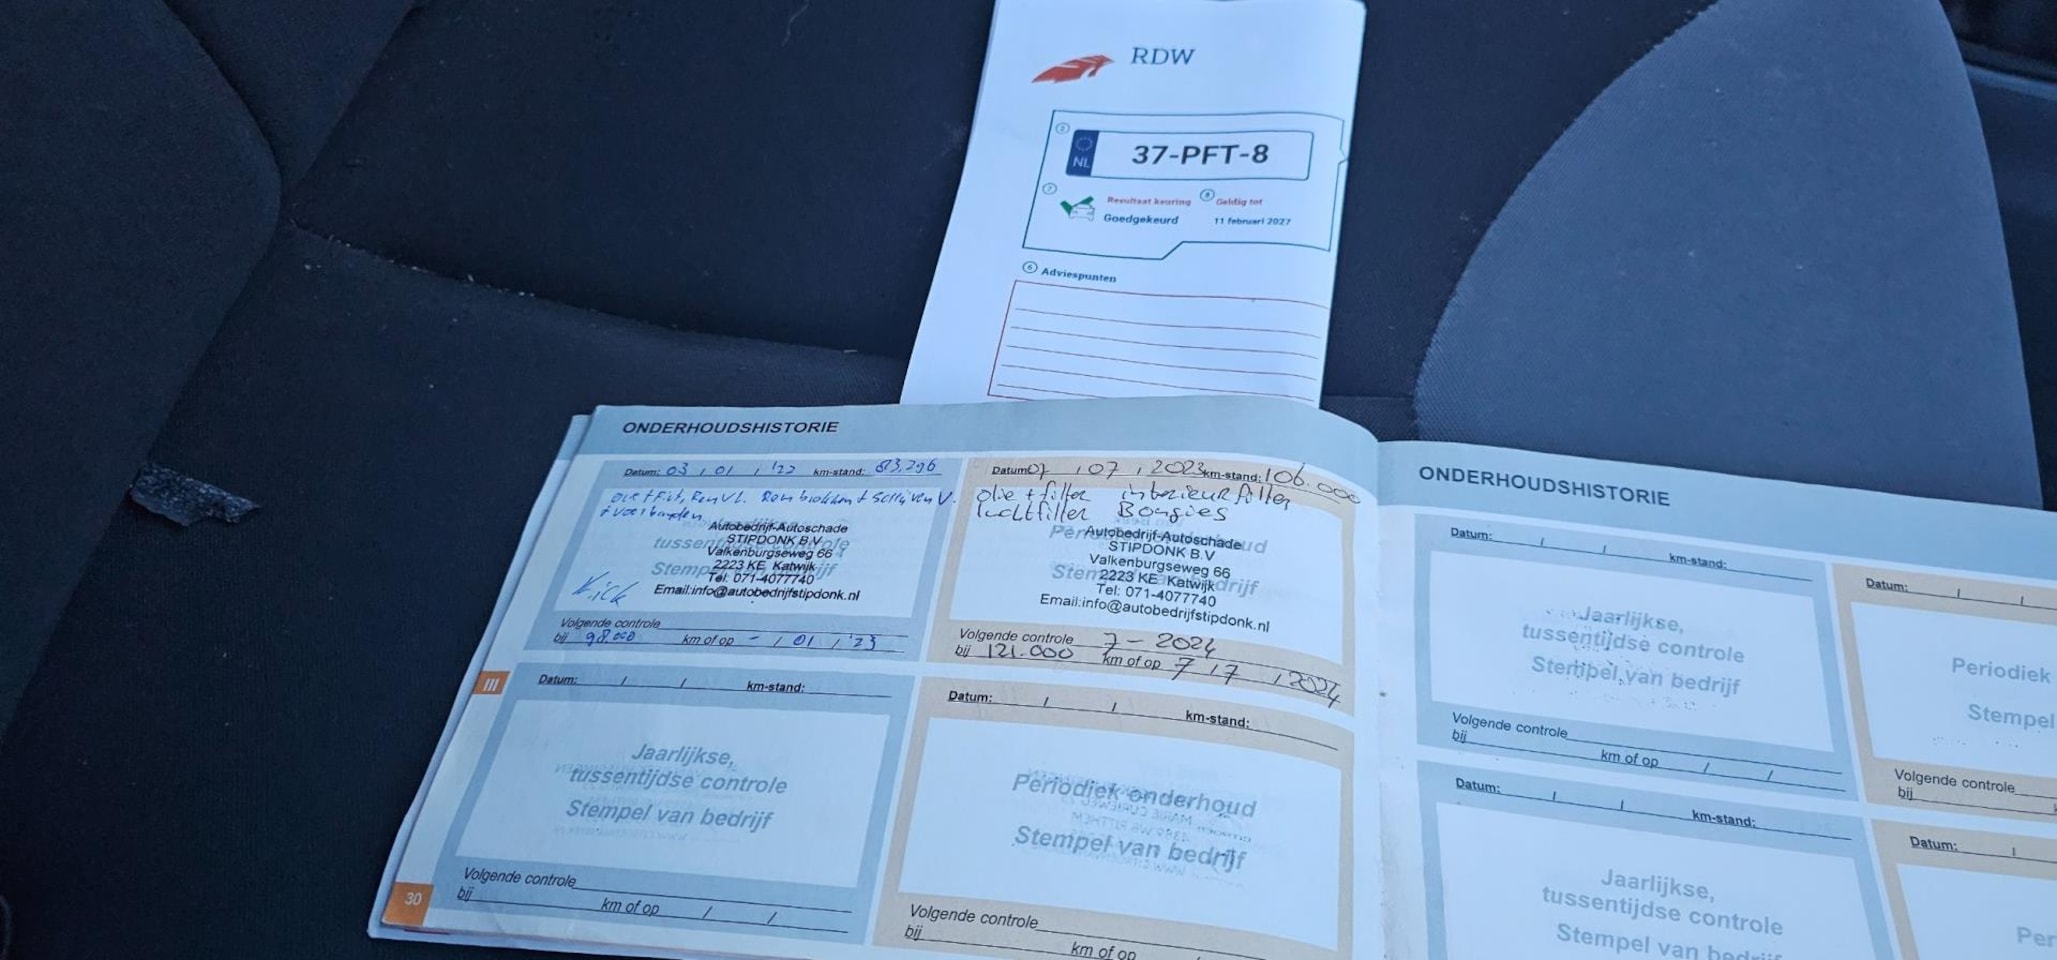 RDW
NL
37-PFT-8
Resultaat keuring
Geldig tot
Goedgekeurd
11 februari 2027
Adviespunten
ONDERHOUDSHISTORIE
Datum: 03 / 01 / '22 km-stand:
Autobedrijf-Autoschade
STIPDONK B.V
Valkenburgseweg 66
2223 KE Katwijk
Tel: 071-4077740
Email:info@autobedrijfstipdonk.nl
Volgende controle
bij 98.000 km of op - / 01 / '23
Datum: 07 / 07 / 2023 km-stand: 106.000
olie + filter interieurfilter
luchtfilter Bougies
Autobedrijf-Autoschade
STIPDONK B.V
Valkenburgseweg 66
2223 KE Katwijk
Tel: 071-4077740
Email:info@autobedrijfstipdonk.nl
Volgende controle 7 - 2024
bij 121.000 km of op 7 / 7 / 2024
III
Datum: / / km-stand:
Jaarlijkse,
tussentijdse controle
Stempel van bedrijf
Volgende controle
bij km of op / /
Datum: / / km-stand:
Periodiek onderhoud
Stempel van bedrijf
Volgende controle
bij km of op
30
ONDERHOUDSHISTORIE
Datum: / / km-stand:
Jaarlijkse,
tussentijdse controle
Stempel van bedrijf
Volgende controle
bij km of op / /
Datum: / /
Periodiek
Stempel
Volgende controle
bij
Datum: / / km-stand:
Jaarlijkse,
tussentijdse controle
Stempel van bedrijf
Datum: /